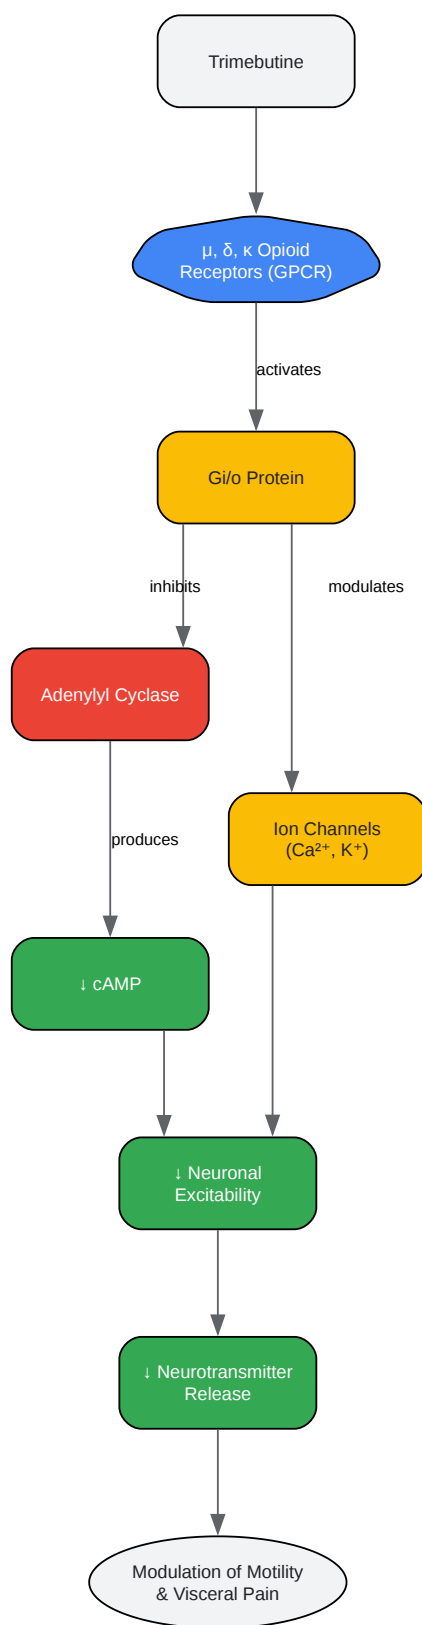 Trimebutine
μ, δ, κ Opioid
Receptors (GPCR)
activates
Gi/o Protein
inhibits
modulates
Adenylyl Cyclase
Ion Channels
(Ca²⁺, K⁺)
produces
↓ cAMP
↓ Neuronal
Excitability
↓ Neurotransmitter
Release
Modulation of Motility
& Visceral Pain